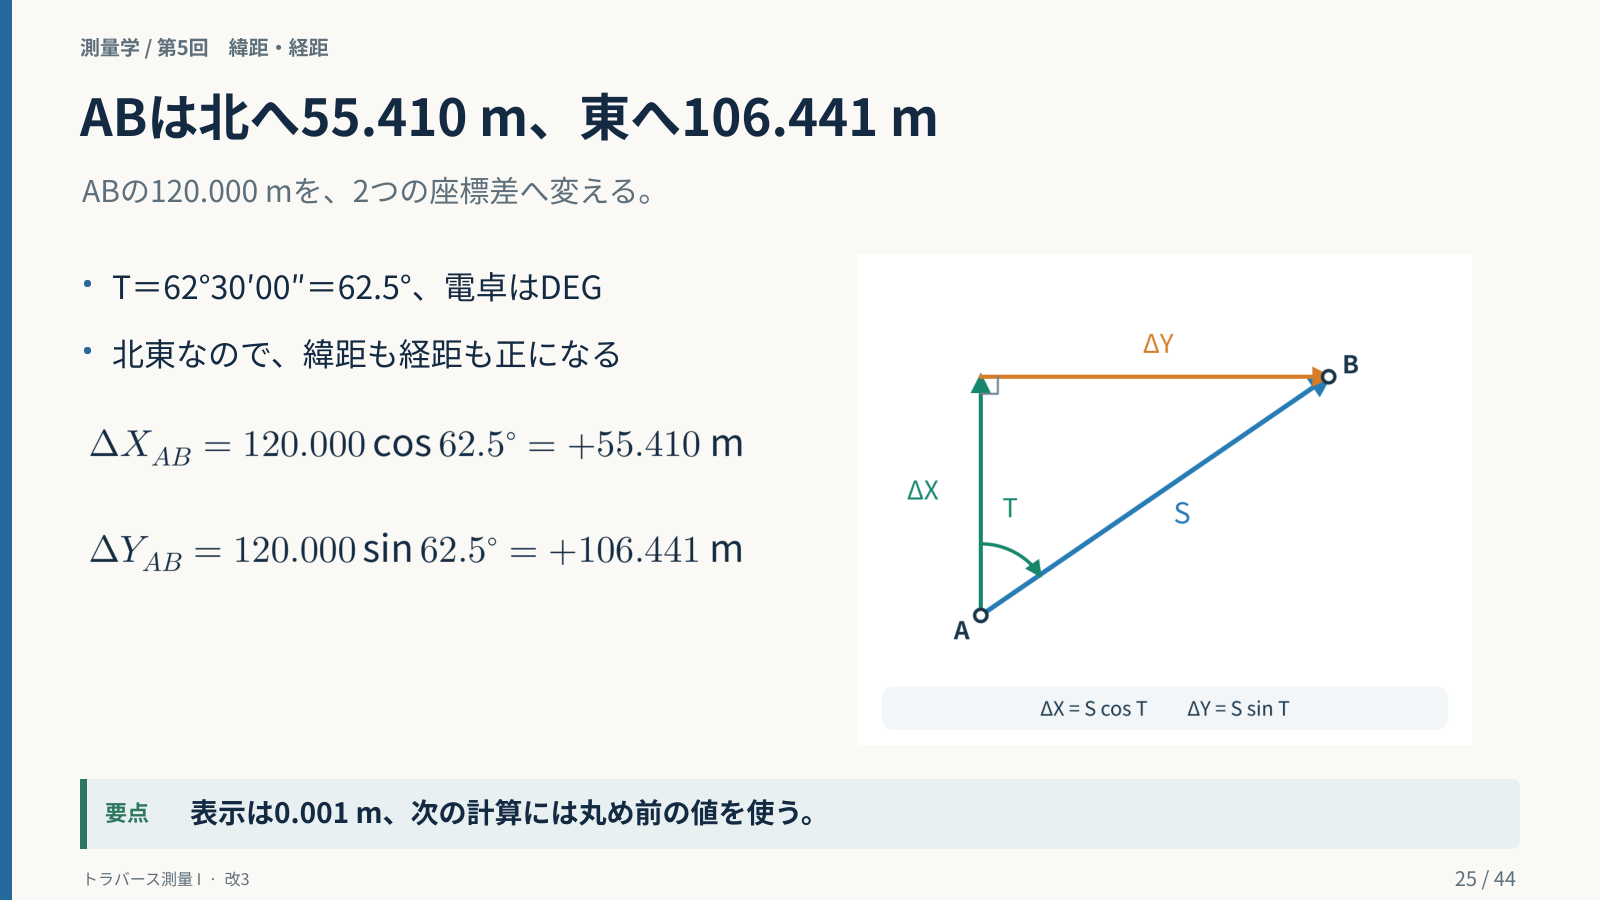 測量学 / 第5回　緯距・経距
ABは北へ55.410 m、東へ106.441 m
ABの120.000 mを、2つの座標差へ変える。
・ T＝62°30′00″＝62.5°、電卓はDEG
・ 北東なので、緯距も経距も正になる
ΔX_AB = 120.000 cos 62.5° = +55.410 m
ΔY_AB = 120.000 sin 62.5° = +106.441 m
ΔY
B
ΔX
T
S
A
ΔX = S cos T　　ΔY = S sin T
要点　表示は0.001 m、次の計算には丸め前の値を使う。
トラバース測量 I · 改3
25 / 44